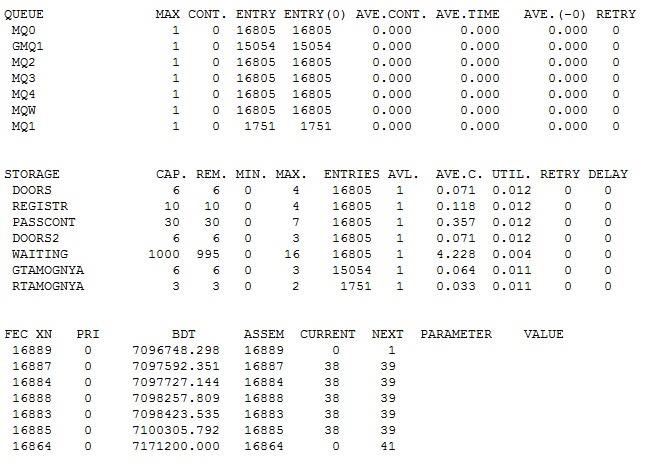 QUEUE MAX CONT. ENTRY ENTRY(0) AVE.CONT. AVE.TIME AVE.(-0) RETRY
MQ0 1 0 16805 16805 0.000 0.000 0.000 0
GMQ1 1 0 15054 15054 0.000 0.000 0.000 0
MQ2 1 0 16805 16805 0.000 0.000 0.000 0
MQ3 1 0 16805 16805 0.000 0.000 0.000 0
MQ4 1 0 16805 16805 0.000 0.000 0.000 0
MQW 1 0 16805 16805 0.000 0.000 0.000 0
MQ1 1 0 1751 1751 0.000 0.000 0.000 0
STORAGE CAP. REM. MIN. MAX. ENTRIES AVL. AVE.C. UTIL. RETRY DELAY
DOORS 6 6 0 4 16805 1 0.071 0.012 0 0
REGISTR 10 10 0 4 16805 1 0.118 0.012 0 0
PASSCONT 30 30 0 7 16805 1 0.357 0.012 0 0
DOORS2 6 6 0 3 16805 1 0.071 0.012 0 0
WAITING 1000 995 0 16 16805 1 4.228 0.004 0 0
GTAMOGNYA 6 6 0 3 15054 1 0.064 0.011 0 0
RTAMOGNYA 3 3 0 2 1751 1 0.033 0.011 0 0
FEC XN PRI BDT ASSEM CURRENT NEXT PARAMETER VALUE
16889 0 7096748.298 16889 0 1
16887 0 7097592.351 16887 38 39
16884 0 7097727.144 16884 38 39
16888 0 7098257.809 16888 38 39
16883 0 7098423.535 16883 38 39
16885 0 7100305.792 16885 38 39
16864 0 7171200.000 16864 0 41